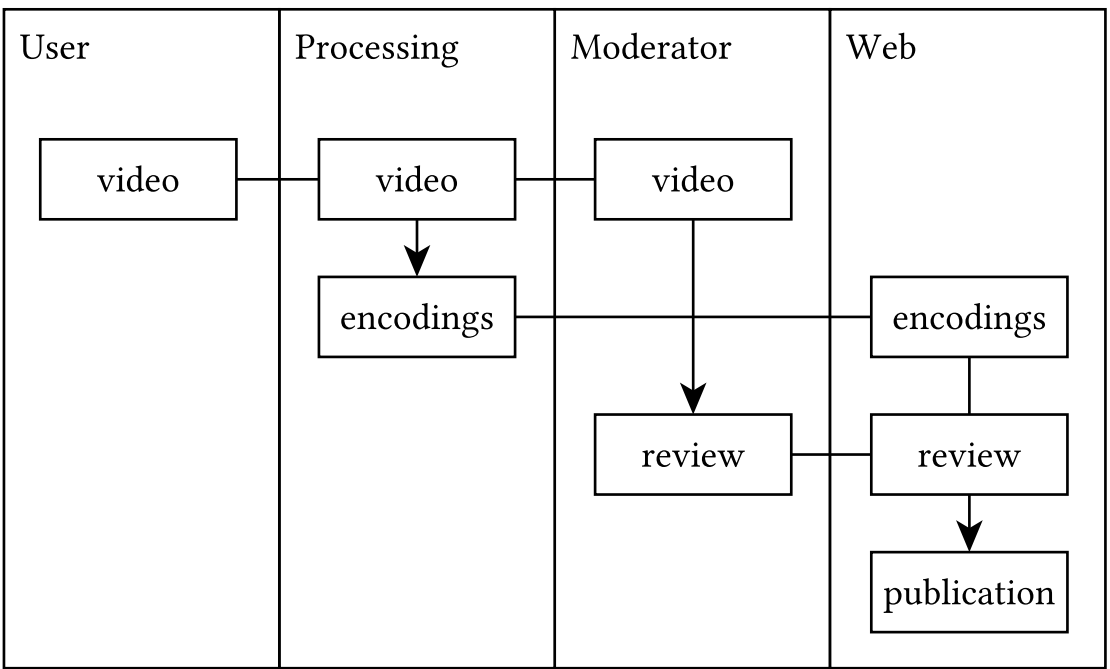 User
Processing
Moderator
Web
video
video
video
encodings
encodings
review
review
publication